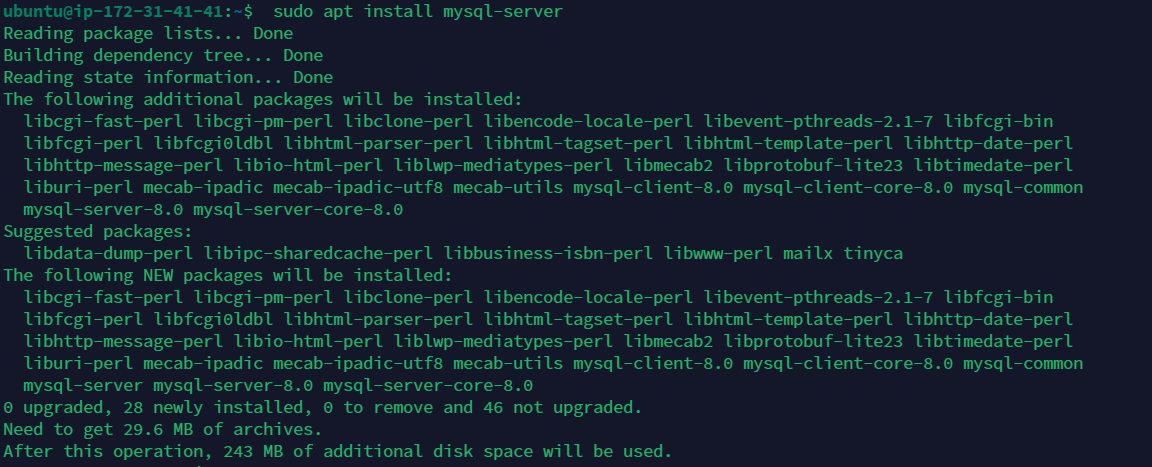 ubuntu@ip-172-31-41-41:~$  sudo apt install mysql-server
Reading package lists... Done
Building dependency tree... Done
Reading state information... Done
The following additional packages will be installed:
  libcgi-fast-perl libcgi-pm-perl libclone-perl libencode-locale-perl libevent-pthreads-2.1-7 libfcgi-bin
  libfcgi-perl libfcgi0ldbl libhtml-parser-perl libhtml-tagset-perl libhtml-template-perl libhttp-date-perl
  libhttp-message-perl libio-html-perl liblwp-mediatypes-perl libmecab2 libprotobuf-lite23 libtimedate-perl
  liburi-perl mecab-ipadic mecab-ipadic-utf8 mecab-utils mysql-client-8.0 mysql-client-core-8.0 mysql-common
  mysql-server-8.0 mysql-server-core-8.0
Suggested packages:
  libdata-dump-perl libipc-sharedcache-perl libbusiness-isbn-perl libwww-perl mailx tinyca
The following NEW packages will be installed:
  libcgi-fast-perl libcgi-pm-perl libclone-perl libencode-locale-perl libevent-pthreads-2.1-7 libfcgi-bin
  libfcgi-perl libfcgi0ldbl libhtml-parser-perl libhtml-tagset-perl libhtml-template-perl libhttp-date-perl
  libhttp-message-perl libio-html-perl liblwp-mediatypes-perl libmecab2 libprotobuf-lite23 libtimedate-perl
  liburi-perl mecab-ipadic mecab-ipadic-utf8 mecab-utils mysql-client-8.0 mysql-client-core-8.0 mysql-common
  mysql-server mysql-server-8.0 mysql-server-core-8.0
0 upgraded, 28 newly installed, 0 to remove and 46 not upgraded.
Need to get 29.6 MB of archives.
After this operation, 243 MB of additional disk space will be used.